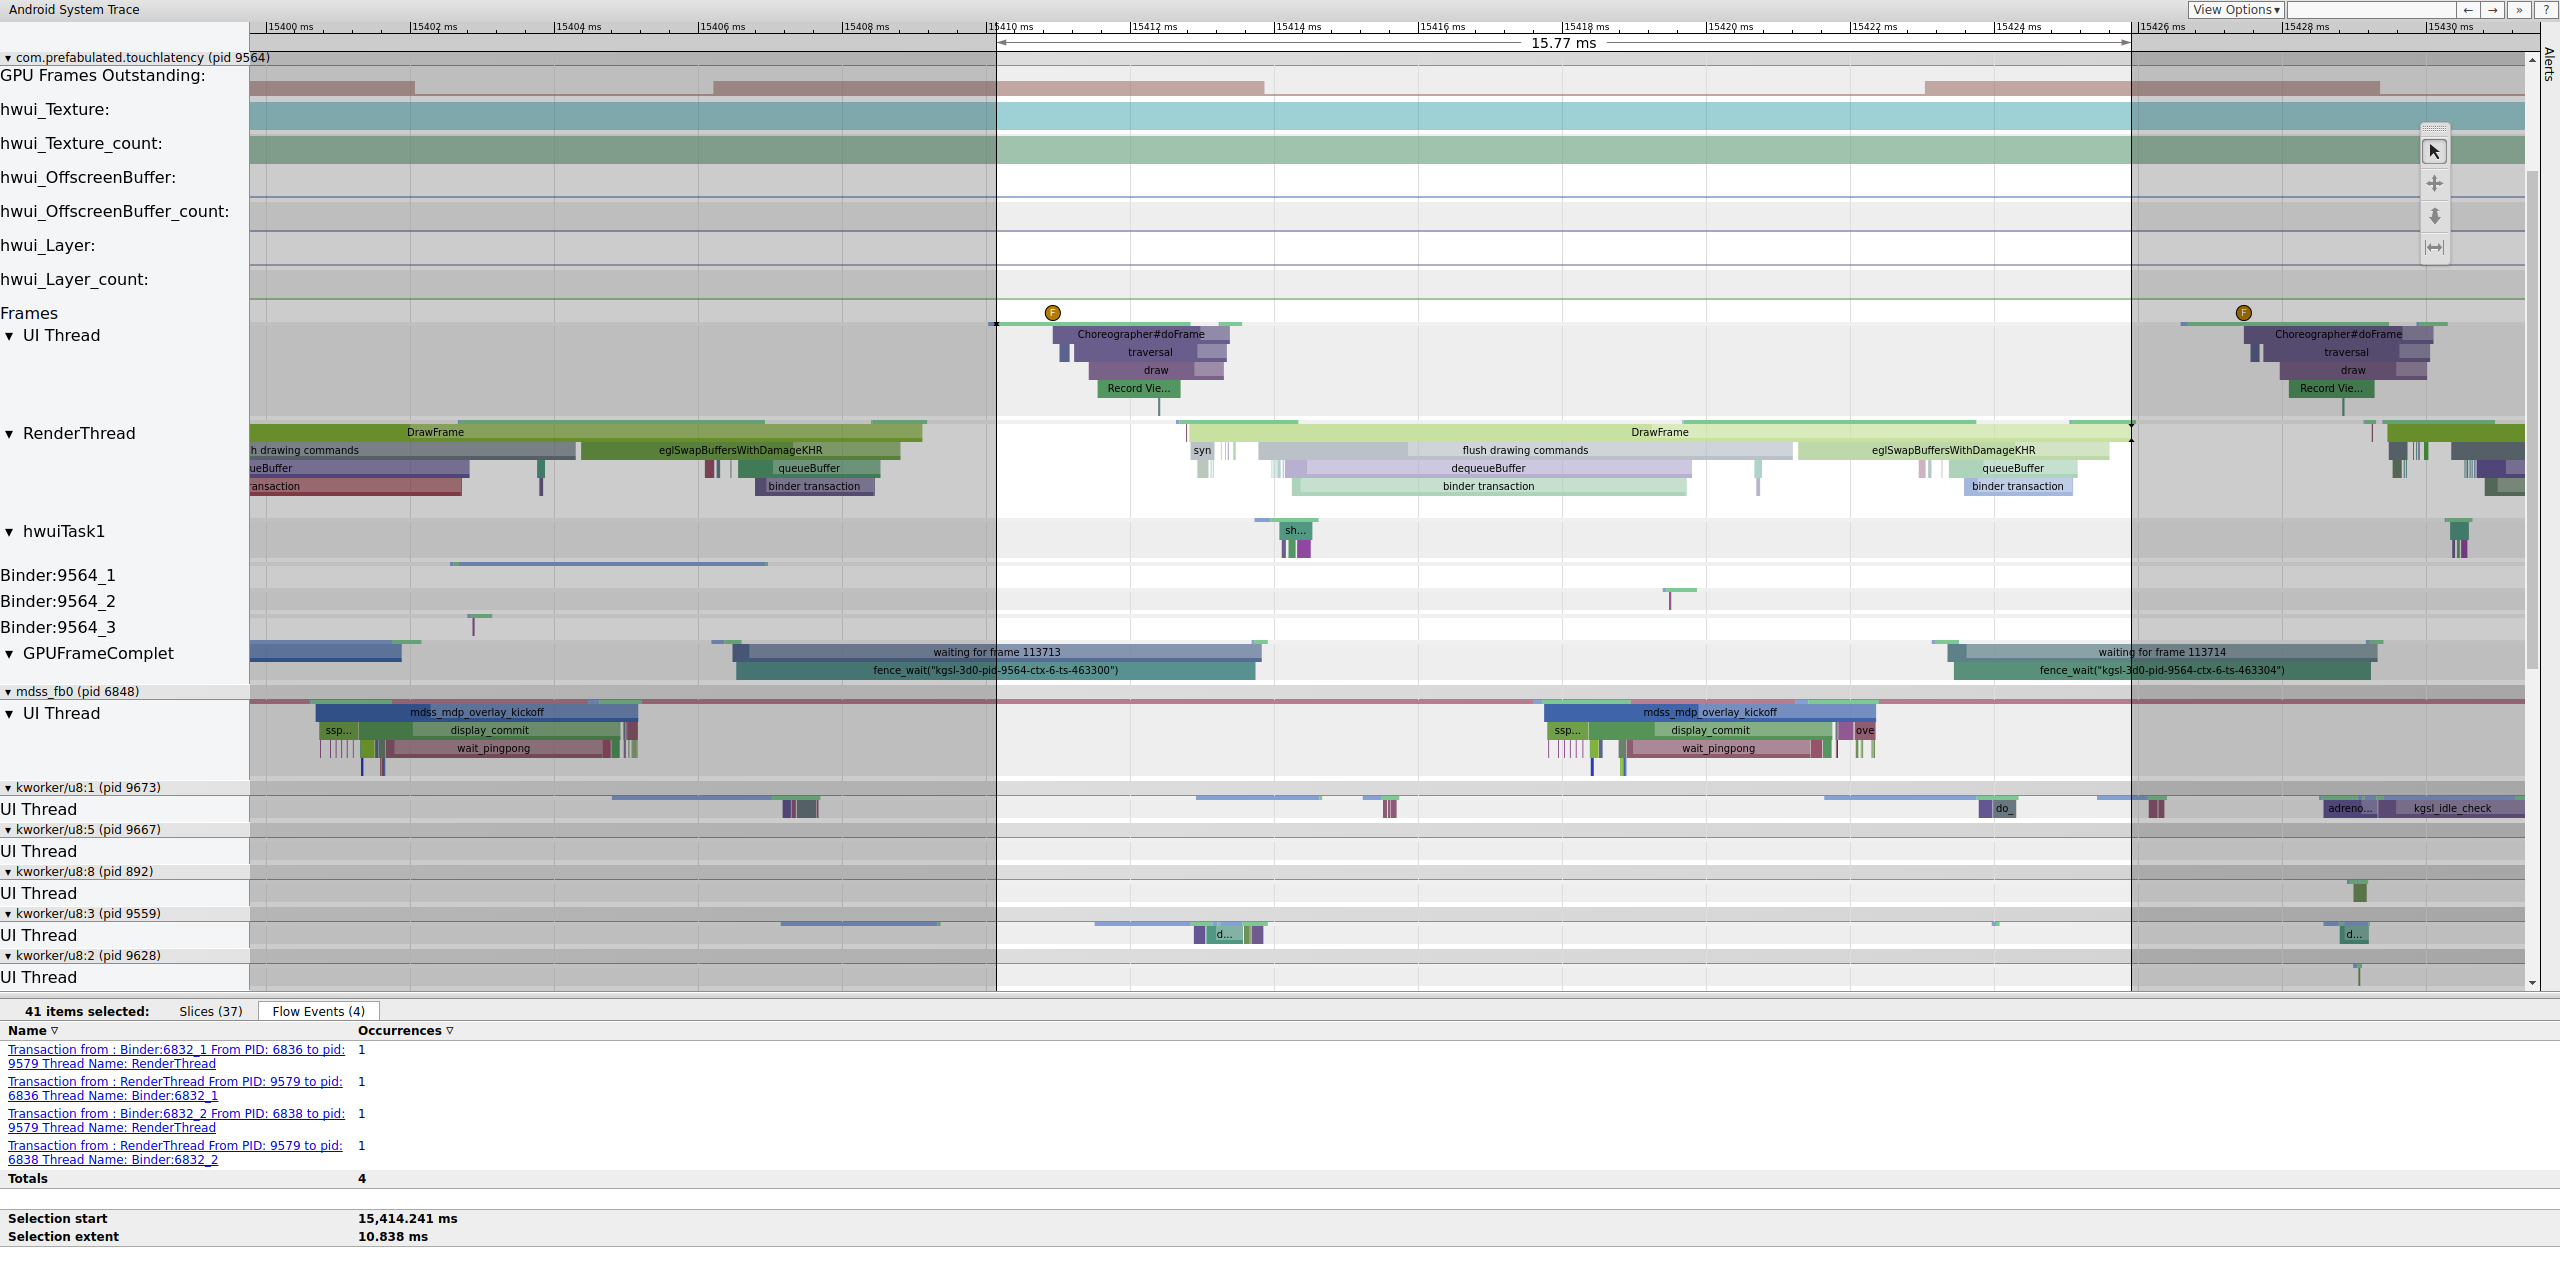 Android System Trace
View Options▾ ← → » ?
15400 ms 15402 ms 15404 ms 15406 ms 15408 ms 15410 ms 15412 ms 15414 ms 15416 ms 15418 ms 15420 ms 15422 ms 15424 ms 15426 ms 15428 ms 15430 ms
15.77 ms
Alerts
▾ com.prefabulated.touchlatency (pid 9564)
GPU Frames Outstanding:
hwui_Texture:
hwui_Texture_count:
hwui_OffscreenBuffer:
hwui_OffscreenBuffer_count:
hwui_Layer:
hwui_Layer_count:
Frames F F
▾ UI Thread Choreographer#doFrame Choreographer#doFrame
traversal traversal
draw draw
Record Vie... Record Vie...
▾ RenderThread DrawFrame DrawFrame
h drawing commands eglSwapBuffersWithDamageKHR syn flush drawing commands eglSwapBuffersWithDamageKHR
ueBuffer queueBuffer dequeueBuffer queueBuffer
ansaction binder transaction binder transaction binder transaction
▾ hwuiTask1 sh...
Binder:9564_1
Binder:9564_2
Binder:9564_3
▾ GPUFrameComplet waiting for frame 113713 waiting for frame 113714
fence_wait("kgsl-3d0-pid-9564-ctx-6-ts-463300") fence_wait("kgsl-3d0-pid-9564-ctx-6-ts-463304")
▾ mdss_fb0 (pid 6848)
▾ UI Thread mdss_mdp_overlay_kickoff mdss_mdp_overlay_kickoff
ssp... display_commit ssp... display_commit ove
wait_pingpong wait_pingpong
▾ kworker/u8:1 (pid 9673)
UI Thread do_ adreno... kgsl_idle_check
▾ kworker/u8:5 (pid 9667)
UI Thread
▾ kworker/u8:8 (pid 892)
UI Thread
▾ kworker/u8:3 (pid 9559)
UI Thread d... d...
▾ kworker/u8:2 (pid 9628)
UI Thread
41 items selected: Slices (37) Flow Events (4)
Name ▽ Occurrences ▽
Transaction from : Binder:6832_1 From PID: 6836 to pid: 1
9579 Thread Name: RenderThread
Transaction from : RenderThread From PID: 9579 to pid: 1
6836 Thread Name: Binder:6832_1
Transaction from : Binder:6832_2 From PID: 6838 to pid: 1
9579 Thread Name: RenderThread
Transaction from : RenderThread From PID: 9579 to pid: 1
6838 Thread Name: Binder:6832_2
Totals 4
Selection start 15,414.241 ms
Selection extent 10.838 ms